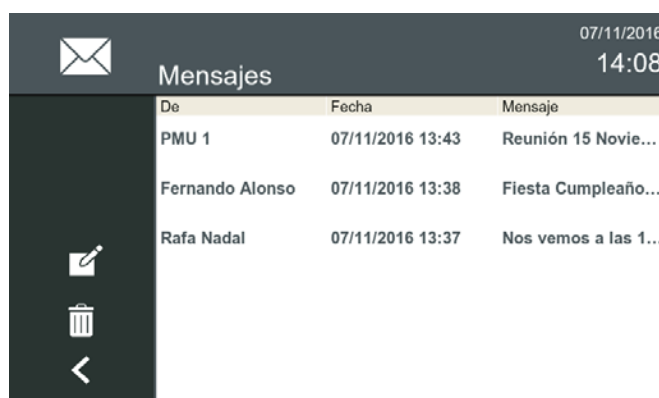 07/11/2016
14:08
Mensajes
De Fecha Mensaje
PMU 1 07/11/2016 13:43 Reunión 15 Novie...
Fernando Alonso 07/11/2016 13:38 Fiesta Cumpleaño...
Rafa Nadal 07/11/2016 13:37 Nos vemos a las 1...